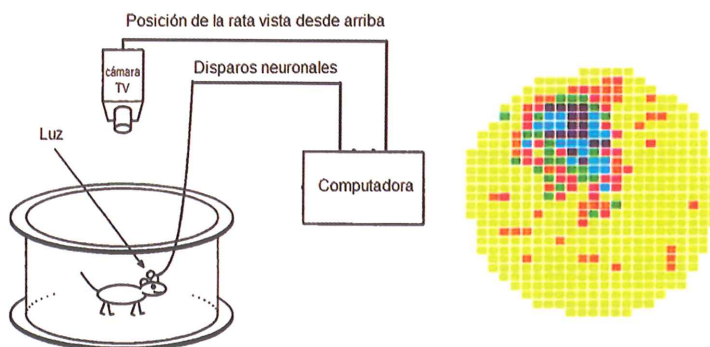 Posición de la rata vista desde arriba
cámara
TV
Disparos neuronales
Luz
Computadora